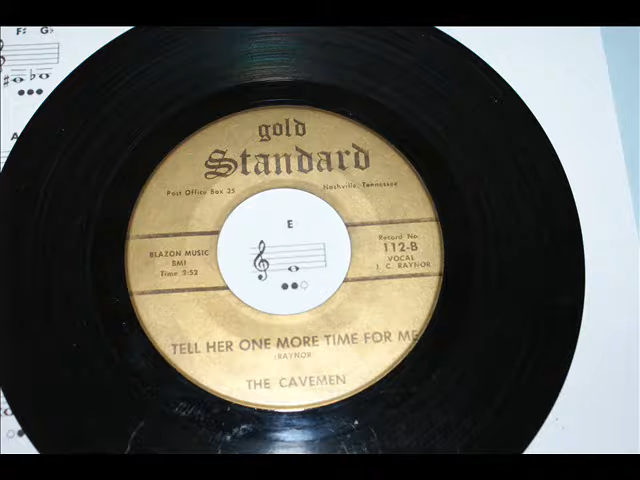 F♯ G♭
A
gold
Standard
Post Office Box 35
Nashville, Tennessee
E
BLAZON MUSIC
BMI
Time 2:52
Record No.
112-B
VOCAL
J. C. RAYNOR
TELL HER ONE MORE TIME FOR ME
(RAYNOR
THE CAVEMEN